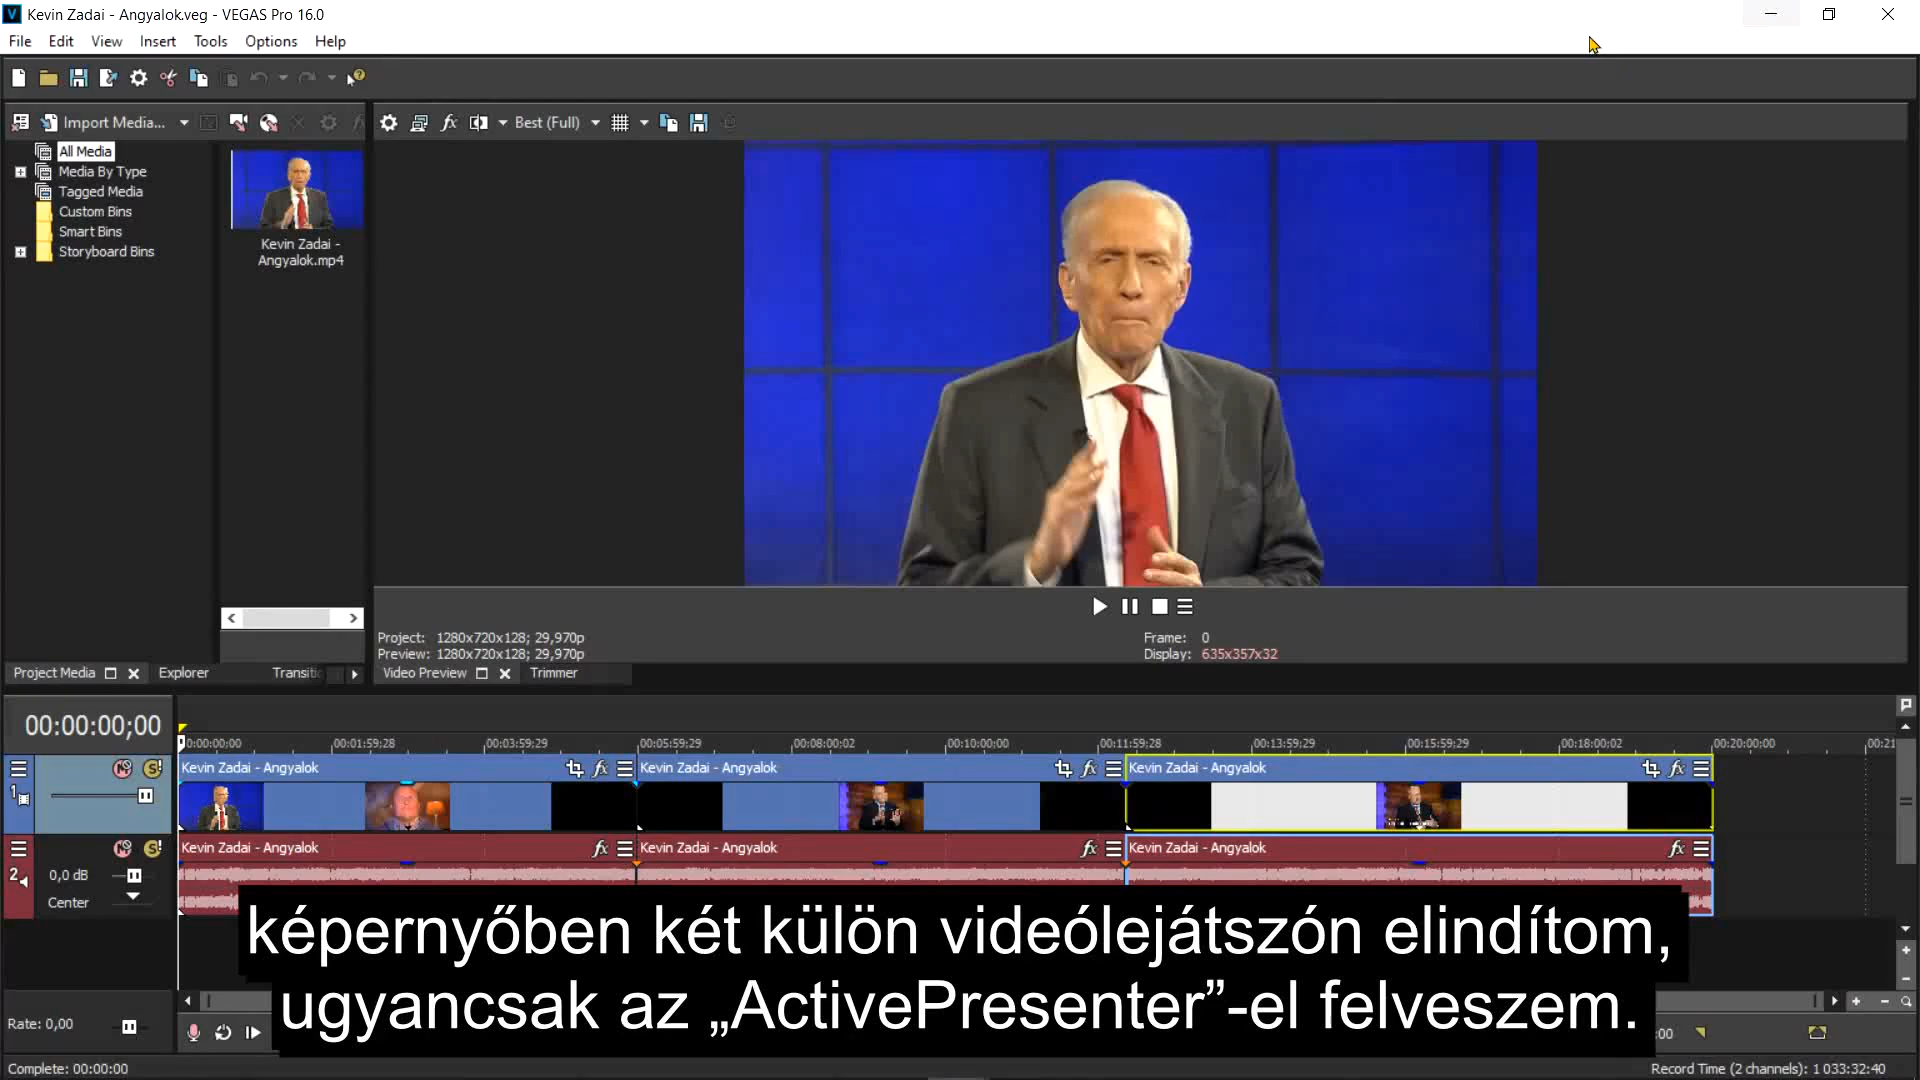 Kevin Zadai - Angyalok.veg - VEGAS Pro 16.0
File Edit View Insert Tools Options Help
Import Media...
Best (Full)
All Media
Media By Type
Tagged Media
Custom Bins
Smart Bins
Storyboard Bins
Kevin Zadai -
Angyalok.mp4
Project: 1280x720x128; 29,970p
Preview: 1280x720x128; 29,970p
Frame: 0
Display: 635x357x32
Project Media Explorer
Video Preview Trimmer
00:00:00;00
0:00:00;00 00:01:59;28 00:03:59;29 00:05:59;29 00:08:00;02 00:10:00;00 00:11:59;28 00:13:59;29 00:15:59;29 00:18:00;02 00:20:00;00 00:21
Kevin Zadai - Angyalok Kevin Zadai - Angyalok Kevin Zadai - Angyalok
1
Kevin Zadai - Angyalok Kevin Zadai - Angyalok Kevin Zadai - Angyalok
2 0,0 dB
Center
képernyőben két külön videólejátszón elindítom,
ugyancsak az „ActivePresenter”-el felveszem.
Rate: 0,00
:00
Complete: 00:00:00
Record Time (2 channels): 1 033:32:40